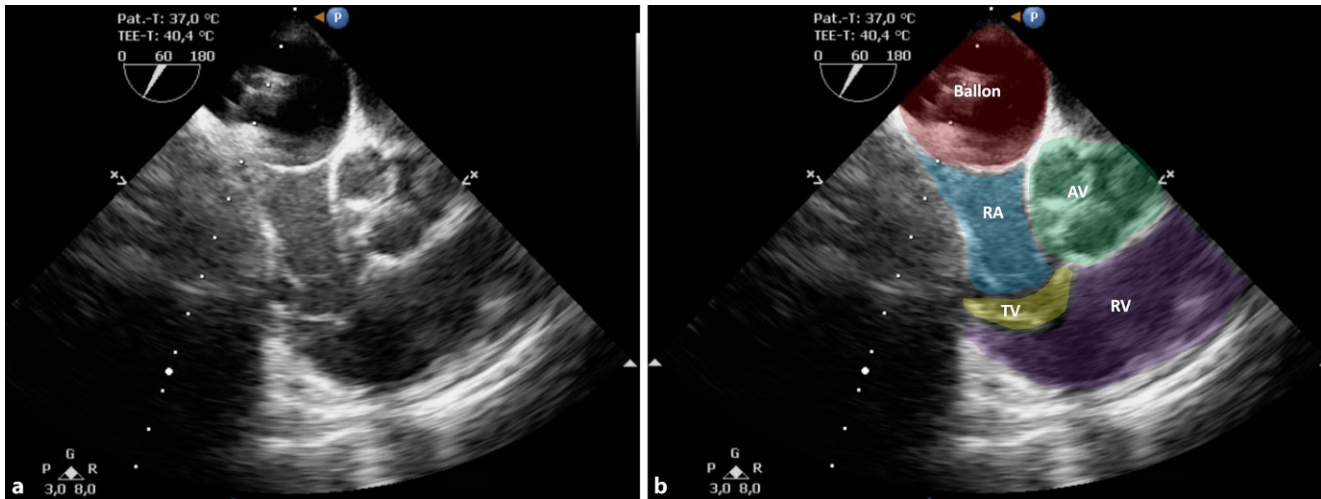 Pat.-T: 37,0 °C
TEE-T: 40,4 °C
0 60 180
P
G
P R
3,0 8,0
a
Pat.-T: 37,0 °C
TEE-T: 40,4 °C
0 60 180
P
Ballon
AV
RA
TV
RV
G
P R
3,0 8,0
b